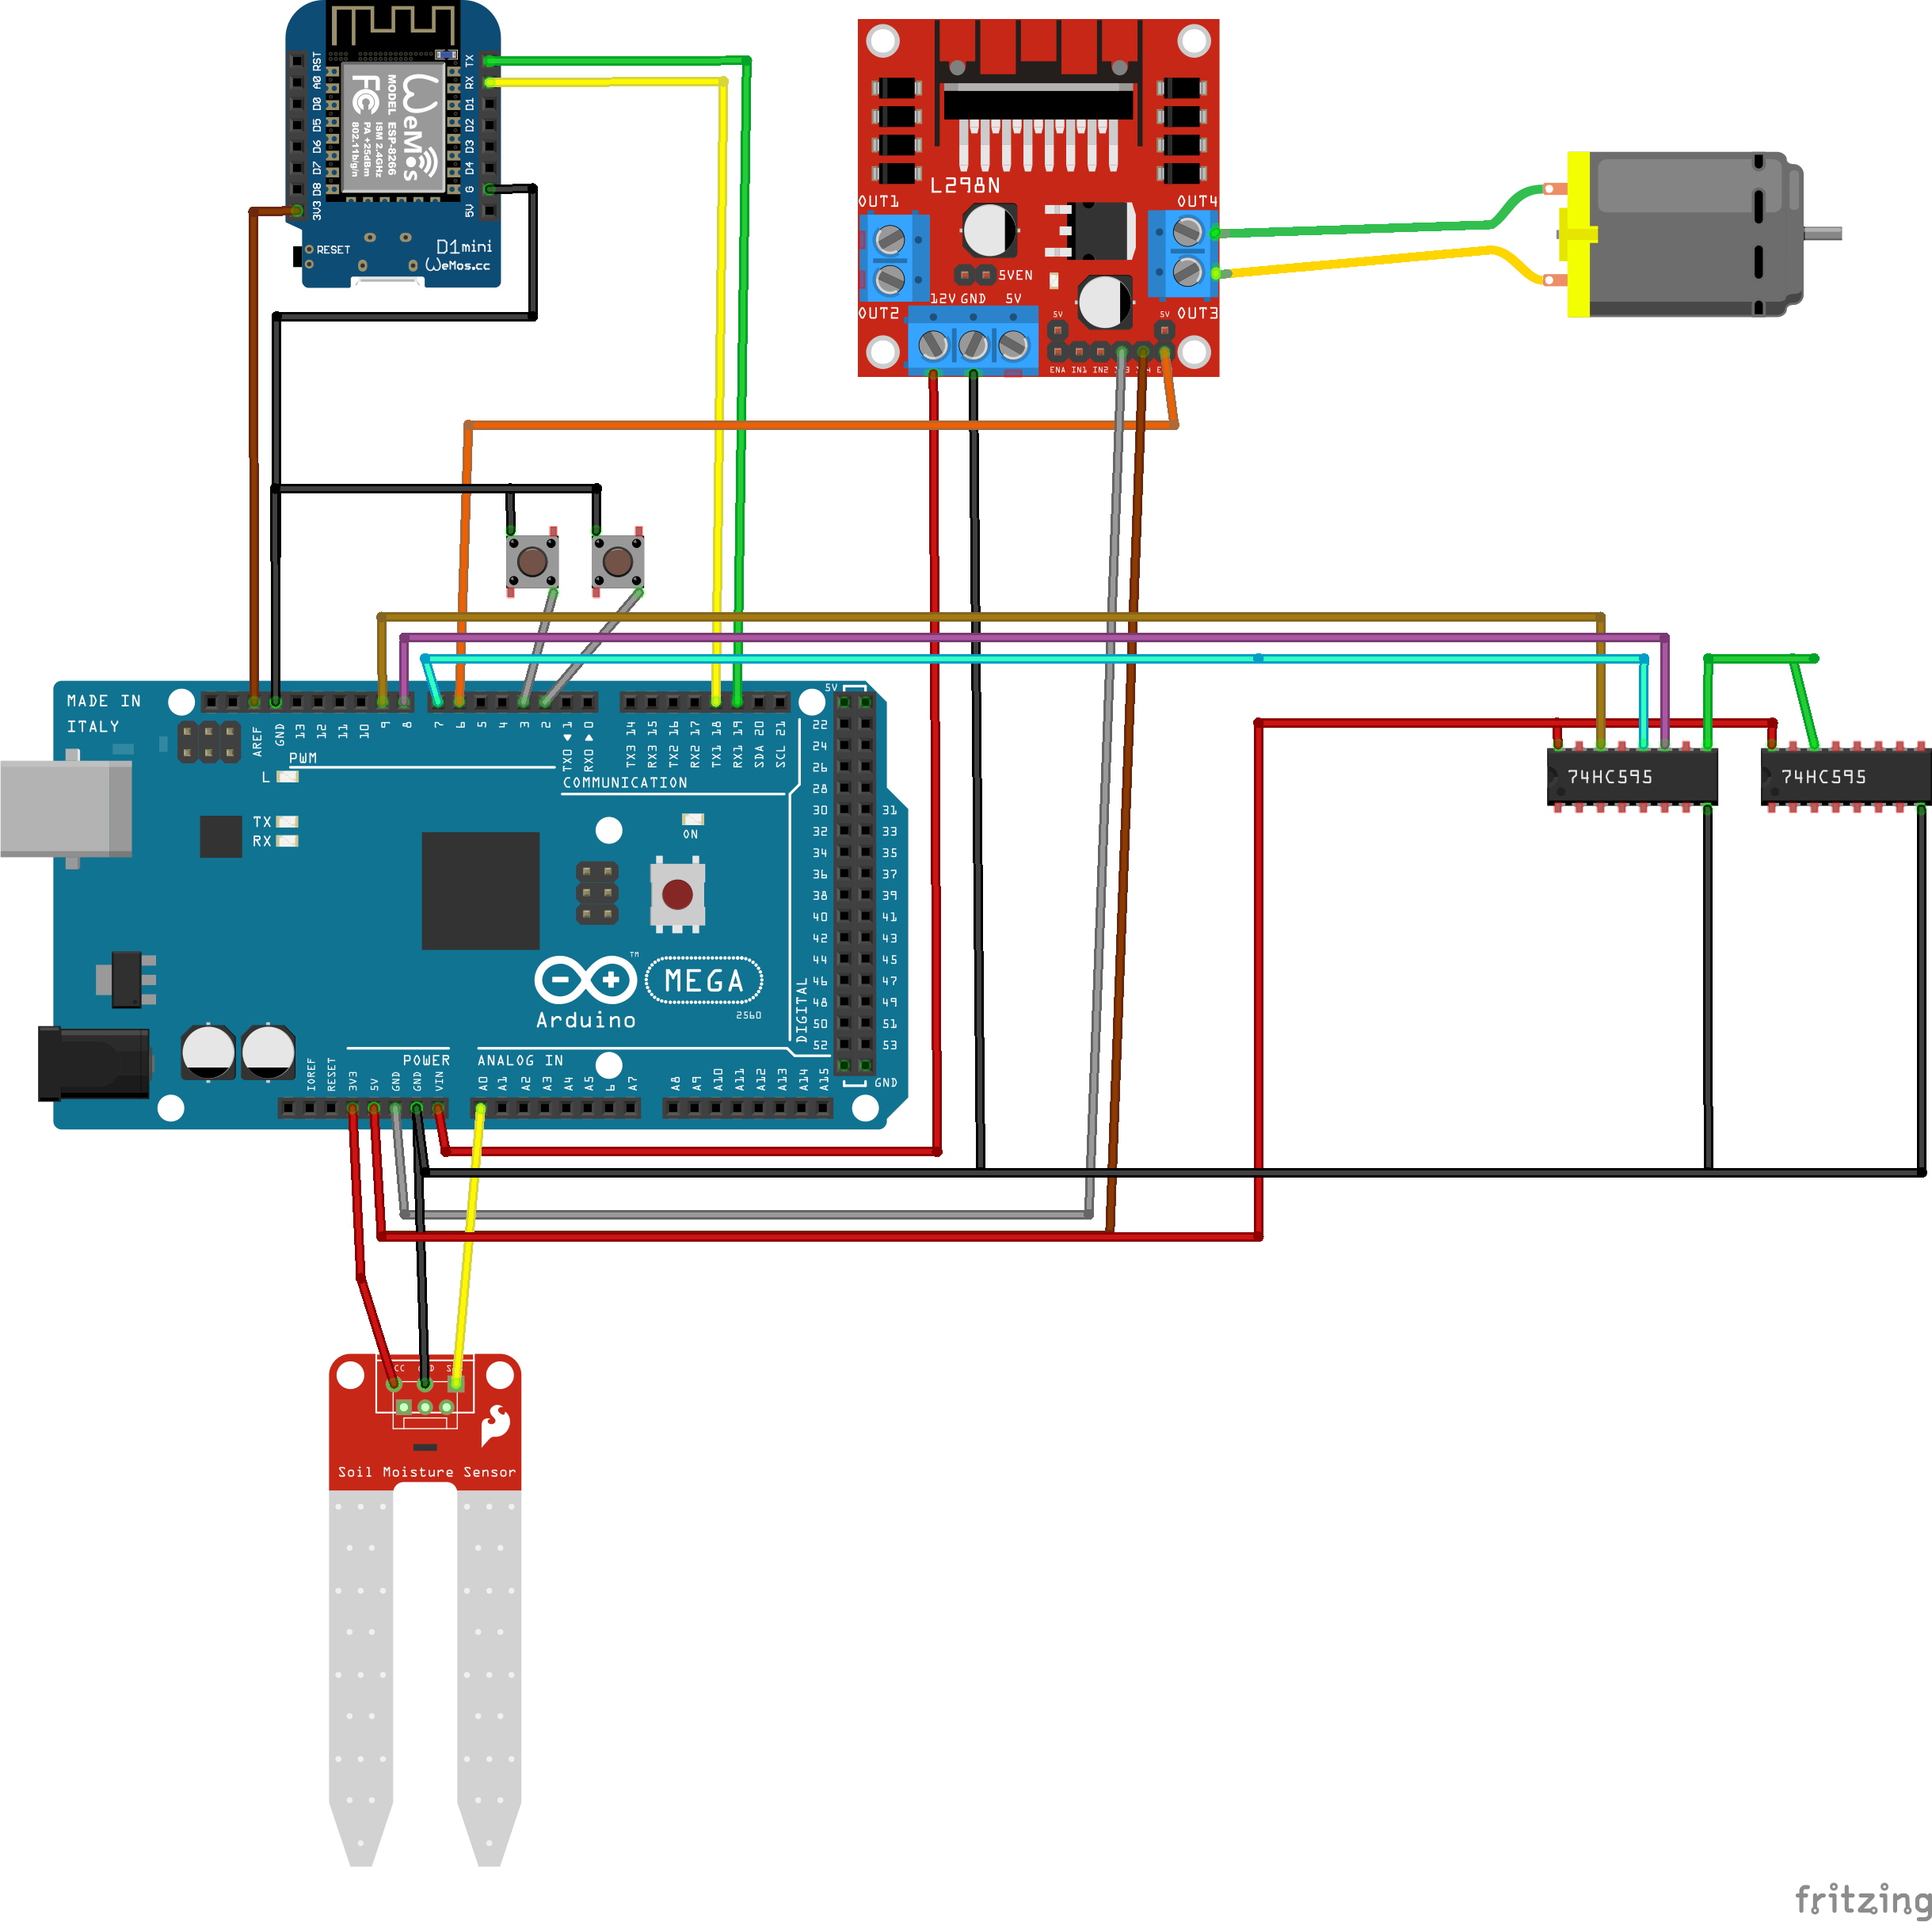 RST
A0
D0
D5
D6
D7
D8
3V3
TX
RX
D1
D2
D3
D4
G
5V
WeMos
MODEL ESP-8266
ISM 2.4GHz
PA +25dBm
802.11b/g/n
FC
RESET
D1mini
WeMos.cc
L298N
OUT1
OUT4
5VEN
12V GND 5V
OUT2
OUT3
5V
5V
ENA IN1 IN2
MADE IN
ITALY
AREF
GND
13
12
11
10
9
8
7
6
5
4
3
2
TX0 1
RX0 0
TX3 14
RX3 15
TX2 16
RX2 17
TX1 18
RX1 19
SDA 20
SCL 21
5V
PWM
L
COMMUNICATION
TX
RX
ON
22
24
26
28
30 31
32 33
34 35
36 37
38 39
40 41
42 43
44 45
46 47
48 49
50 51
52 53
GND
DIGITAL
MEGA
TM
Arduino
2560
POWER
ANALOG IN
IOREF
RESET
3V3
5V
GND
GND
VIN
A0
A1
A2
A3
A4
A5
6
A7
A8
A9
A10
A11
A12
A13
A14
A15
74HC595
74HC595
Soil Moisture Sensor
fritzing